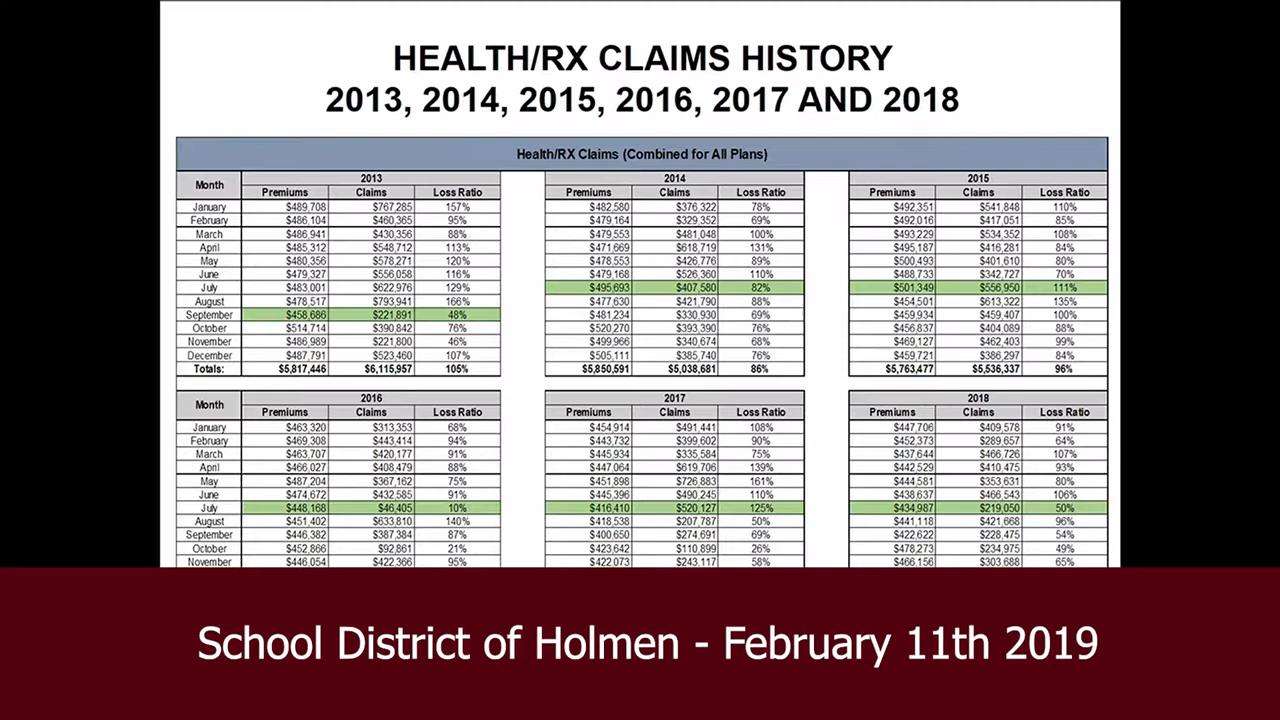 HEALTH/RX CLAIMS HISTORY
2013, 2014, 2015, 2016, 2017 AND 2018
Health/RX Claims (Combined for All Plans)
Month 2013 2014 2015
Premiums Claims Loss Ratio Premiums Claims Loss Ratio Premiums Claims Loss Ratio
January $489,708 $767,285 157% $482,580 $376,322 78% $492,351 $541,848 110%
February $486,104 $460,365 95% $479,164 $329,352 69% $492,016 $417,051 85%
March $486,941 $430,356 88% $479,553 $481,048 100% $493,229 $534,352 108%
April $485,312 $548,712 113% $471,669 $618,719 131% $495,187 $416,281 84%
May $480,356 $578,271 120% $478,553 $426,776 89% $500,493 $401,610 80%
June $479,327 $556,058 116% $479,168 $526,360 110% $488,733 $342,727 70%
July $483,001 $622,976 129% $495,693 $407,580 82% $501,349 $556,950 111%
August $478,517 $793,941 166% $477,630 $421,790 88% $454,501 $613,322 135%
September $458,686 $221,891 48% $481,234 $330,930 69% $459,934 $459,407 100%
October $514,714 $390,842 76% $520,270 $393,390 76% $456,837 $404,089 88%
November $486,989 $221,800 46% $499,966 $340,674 68% $469,127 $462,403 99%
December $487,791 $523,460 107% $505,111 $385,740 76% $459,721 $386,297 84%
Totals: $5,817,446 $6,115,957 105% $5,850,591 $5,038,681 86% $5,763,477 $5,536,337 96%
Month 2016 2017 2018
Premiums Claims Loss Ratio Premiums Claims Loss Ratio Premiums Claims Loss Ratio
January $463,320 $313,353 68% $454,914 $491,441 108% $447,706 $409,578 91%
February $469,308 $443,414 94% $443,732 $399,602 90% $452,373 $289,657 64%
March $463,707 $420,177 91% $445,934 $335,584 75% $437,644 $466,726 107%
April $466,027 $408,479 88% $447,064 $619,706 139% $442,529 $410,475 93%
May $487,204 $367,162 75% $451,898 $726,883 161% $444,581 $353,631 80%
June $474,672 $432,585 91% $445,396 $490,245 110% $438,637 $466,543 106%
July $448,168 $46,405 10% $416,410 $520,127 125% $434,987 $219,050 50%
August $451,402 $633,810 140% $418,538 $207,787 50% $441,118 $421,668 96%
September $446,382 $387,384 87% $400,650 $274,691 69% $422,622 $228,475 54%
October $452,866 $92,861 21% $423,642 $110,899 26% $478,273 $234,975 49%
November $446,054 $422,366 95% $422,073 $243,117 58% $466,156 $303,688 65%
School District of Holmen - February 11th 2019